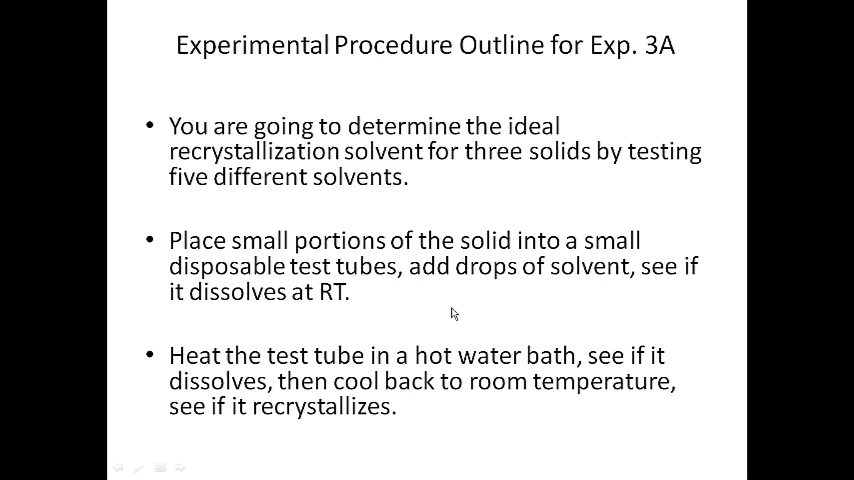 Experimental Procedure Outline for Exp. 3A
• You are going to determine the ideal
recrystallization solvent for three solids by testing
five different solvents.
• Place small portions of the solid into a small
disposable test tubes, add drops of solvent, see if
it dissolves at RT.
• Heat the test tube in a hot water bath, see if it
dissolves, then cool back to room temperature,
see if it recrystallizes.